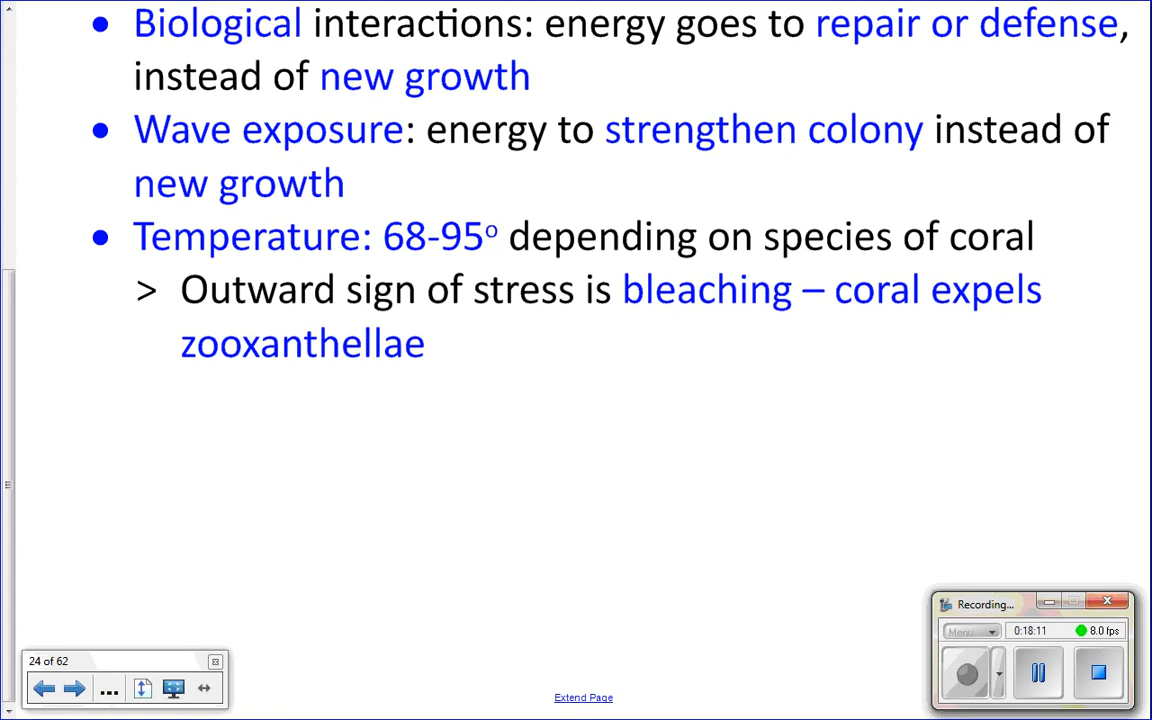 • Biological interactions: energy goes to repair or defense,
instead of new growth
• Wave exposure: energy to strengthen colony instead of
new growth
• Temperature: 68-95º depending on species of coral
> Outward sign of stress is bleaching – coral expels
zooxanthellae
Recording...
Menu
0:18:11
8.0 fps
24 of 62
...
Extend Page